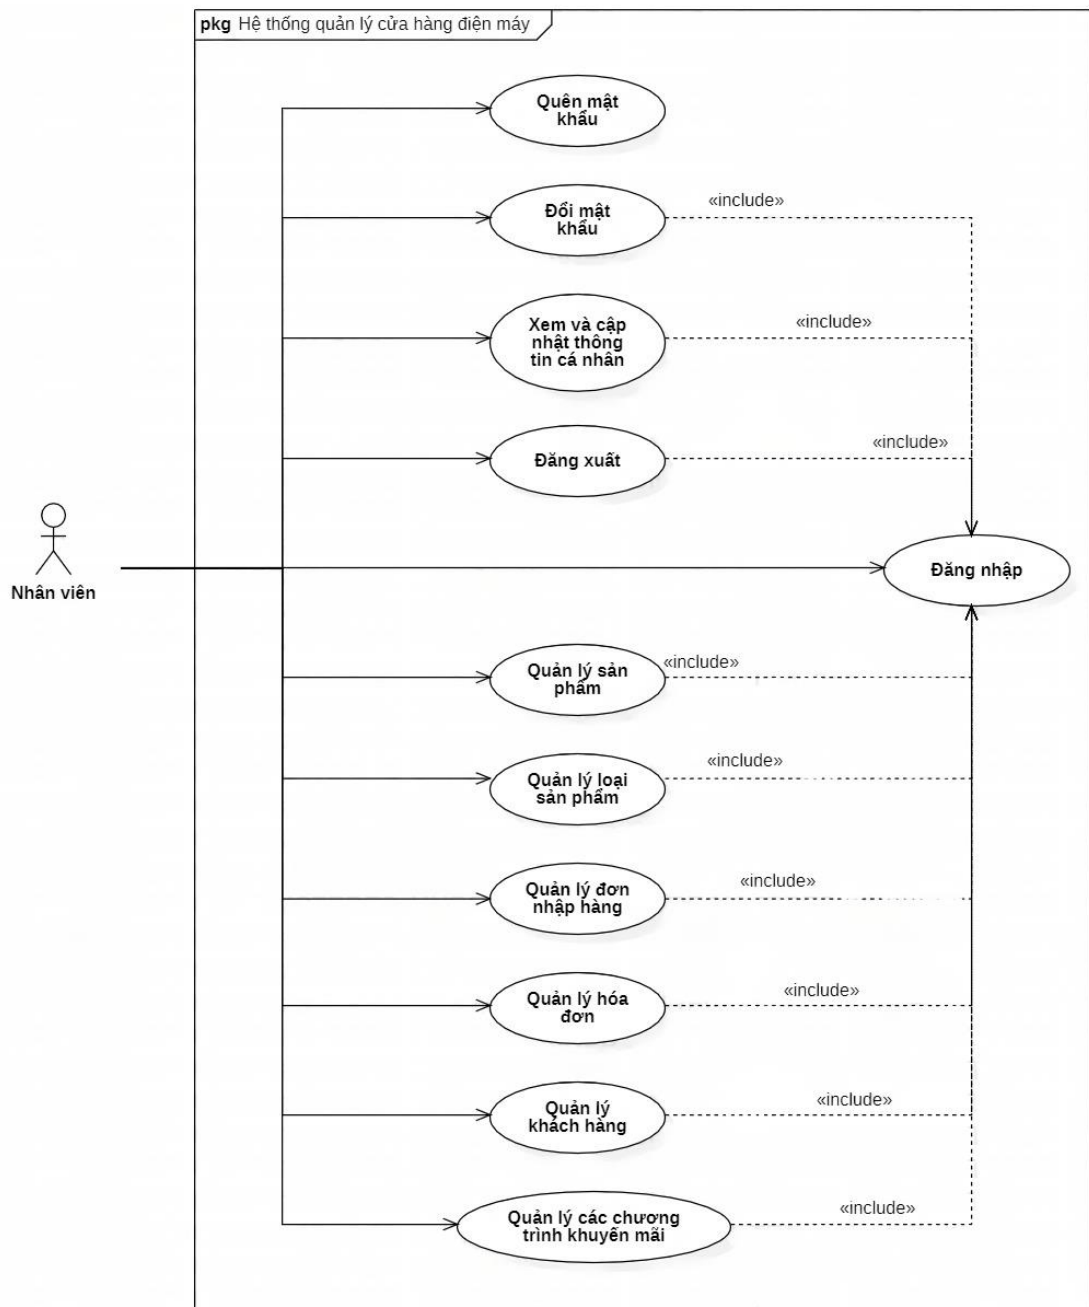 pkg Hệ thống quản lý cửa hàng điện máy
Quên mật
khẩu
Đổi mật
khẩu
«include»
Xem và cập
nhật thông
tin cá nhân
«include»
Đăng xuất
«include»
Nhân viên
Đăng nhập
Quản lý sản
phẩm
«include»
Quản lý loại
sản phẩm
«include»
Quản lý đơn
nhập hàng
«include»
Quản lý hóa
đơn
«include»
Quản lý
khách hàng
«include»
Quản lý các chương
trình khuyến mãi
«include»